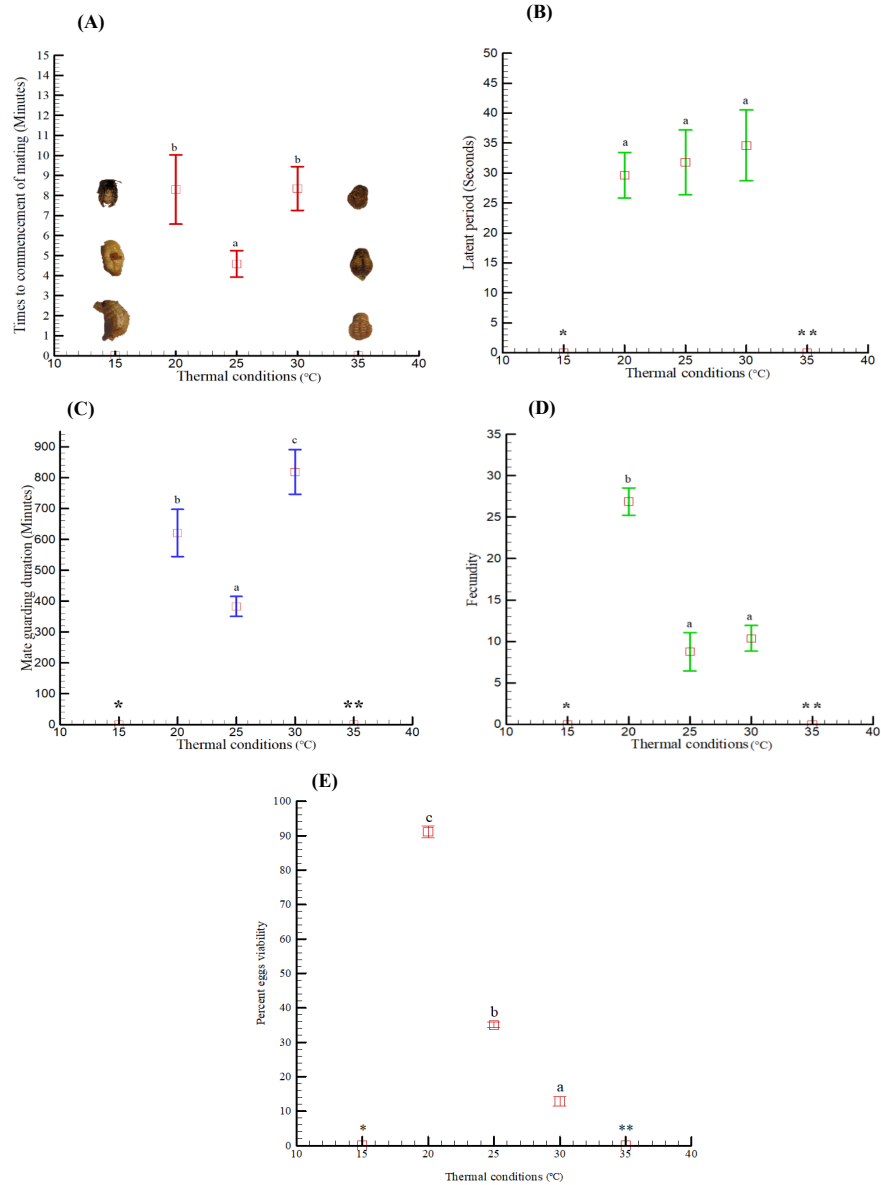 (A)
Times to commencement of mating (Minutes)
15
14
13
12
11
10
9
8
7
6
5
4
3
2
1
0
b
a
b
10 15 20 25 30 35 40
Thermal conditions (°C)
(B)
Latent period (Seconds)
50
45
40
35
30
25
20
15
10
5
0
*
a
a
a
**
10 15 20 25 30 35 40
Thermal conditions (°C)
(C)
Mate guarding duration (Minutes)
900
800
700
600
500
400
300
200
100
0
*
b
a
c
**
10 15 20 25 30 35 40
Thermal conditions (°C)
(D)
Fecundity
35
30
25
20
15
10
5
0
*
b
a
a
**
10 15 20 25 30 35 40
Thermal conditions (°C)
(E)
Percent eggs viability
100
90
80
70
60
50
40
30
20
10
0
*
c
b
a
**
10 15 20 25 30 35 40
Thermal conditions (°C)